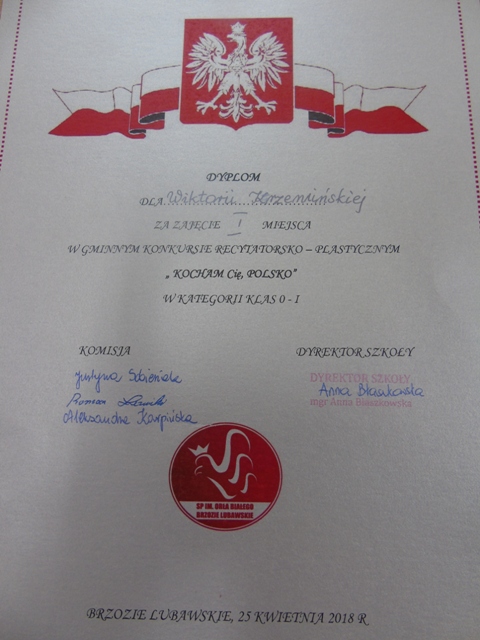 DYPLOM
DLA Wiktorii Krzemińskiej
ZA ZAJĘCIE I MIEJSCA
W GMINNYM KONKURSIE RECYTATORSKO – PLASTYCZNYM
„ KOCHAM Cię, POLSKO"
W KATEGORII KLAS 0 - I
KOMISJA
DYREKTOR SZKOŁY
Justyna
Roman
Aleksandra Karpińska
DYREKTOR SZKOŁY
Anna Błaszkowska
mgr Anna Błaszkowska
SP IM. ORŁA BIAŁEGO
BRZOZIE LUBAWSKIE
BRZOZIE LUBAWSKIE, 25 KWIETNIA 2018 R